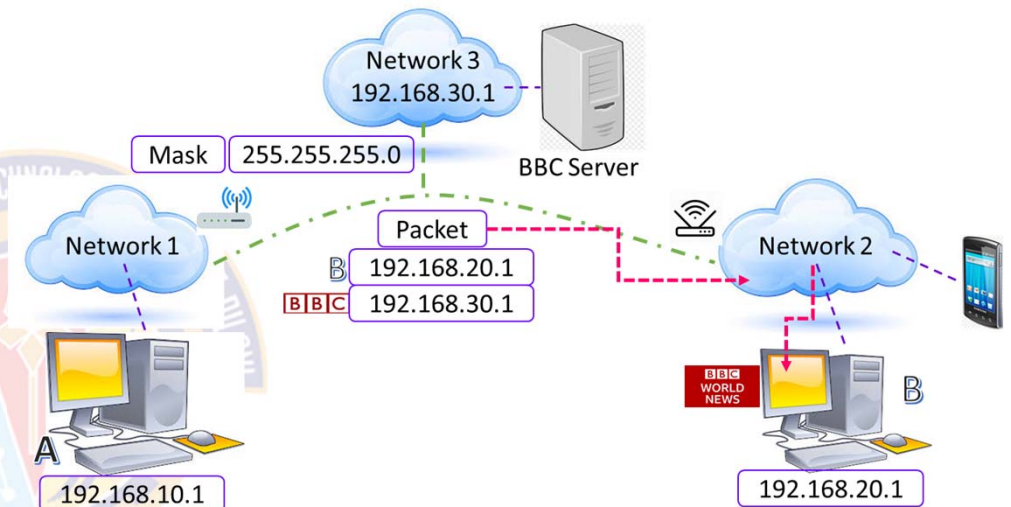 Network 3
192.168.30.1
Mask 255.255.255.0
BBC Server
Network 1
Packet
B 192.168.20.1
BBC 192.168.30.1
Network 2
BBC
WORLD
NEWS
B
A
192.168.10.1
192.168.20.1